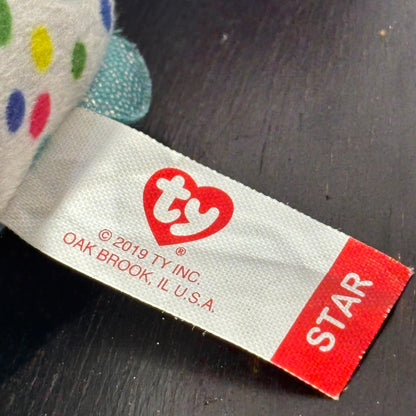 ty®
© 2019 TY INC.
OAK BROOK, IL U.S.A.
STAR